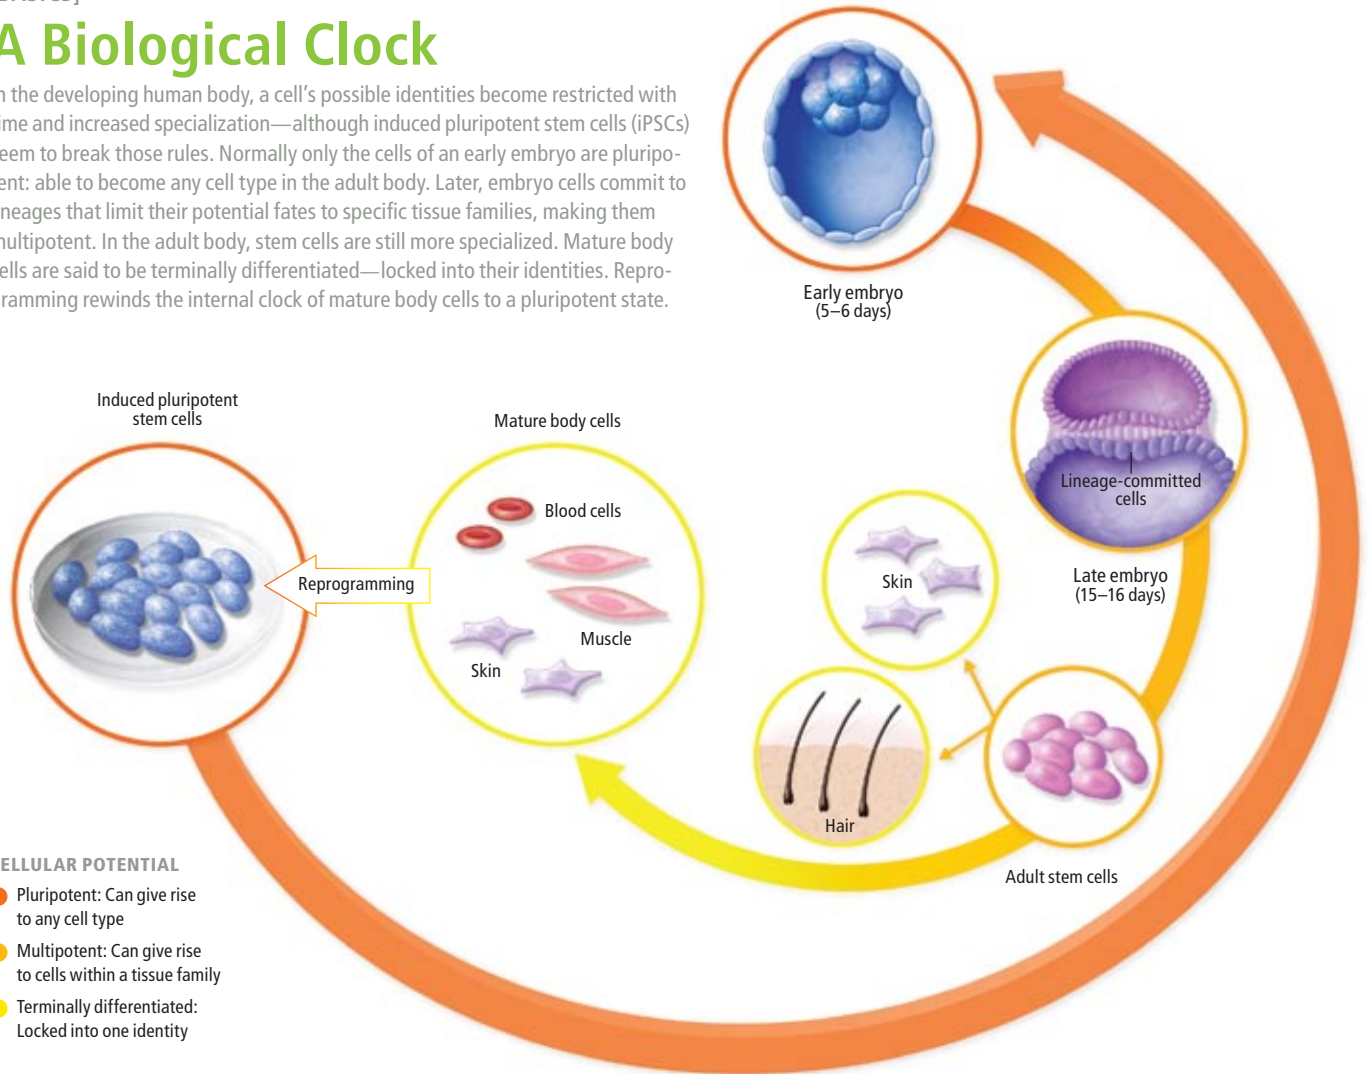 A Biological Clock
n the developing human body, a cell's possible identities become restricted with
ime and increased specialization—although induced pluripotent stem cells (iPSCs)
eem to break those rules. Normally only the cells of an early embryo are pluripo-
ent: able to become any cell type in the adult body. Later, embryo cells commit to
ineages that limit their potential fates to specific tissue families, making them
nultipotent. In the adult body, stem cells are still more specialized. Mature body
ells are said to be terminally differentiated—locked into their identities. Repro-
ramming rewinds the internal clock of mature body cells to a pluripotent state.
Early embryo
(5–6 days)
Lineage-committed
cells
Late embryo
(15–16 days)
Induced pluripotent
stem cells
Reprogramming
Mature body cells
Blood cells
Muscle
Skin
Skin
Hair
Adult stem cells
ELLULAR POTENTIAL
Pluripotent: Can give rise
to any cell type
Multipotent: Can give rise
to cells within a tissue family
Terminally differentiated:
Locked into one identity